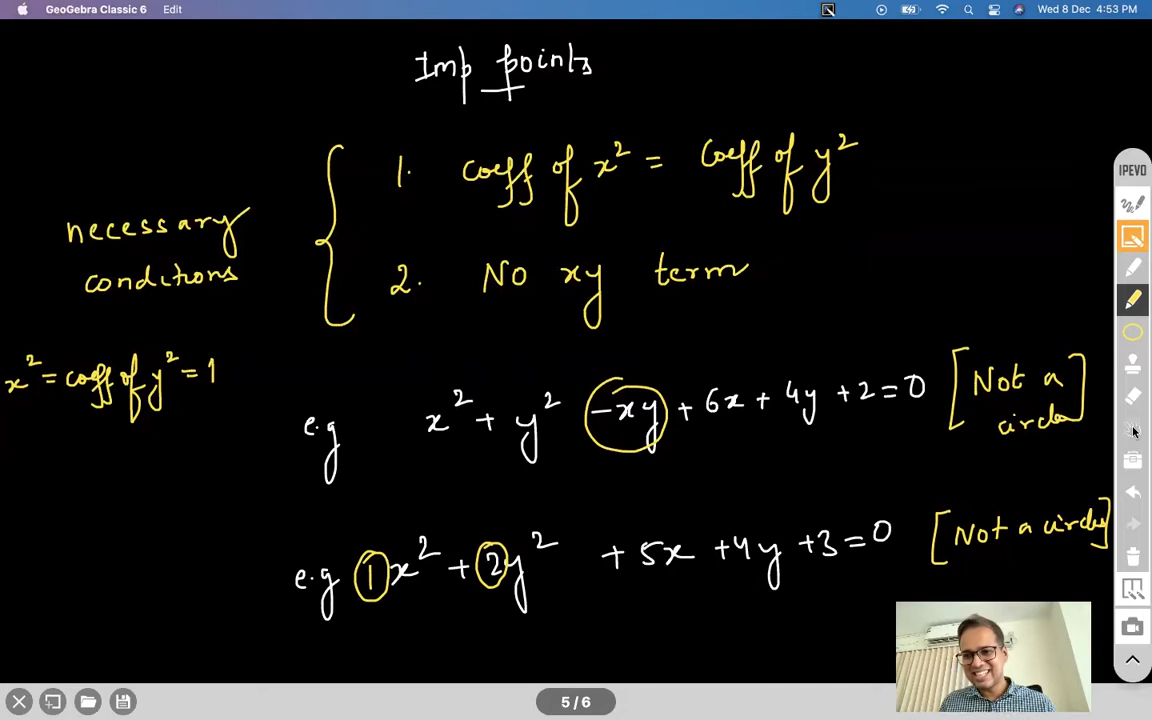 GeoGebra Classic 6 Edit Wed 8 Dec 4:53 PM
Imp points
IPEVO
necessary conditions
1. coeff of x² = coeff of y²
2. No xy term
x² = coeff of y² = 1
e.g x² + y² -xy + 6x + 4y + 2 = 0 [Not a circle]
e.g 1x² + 2y² + 5x + 4y + 3 = 0 [Not a circle]
5 / 6